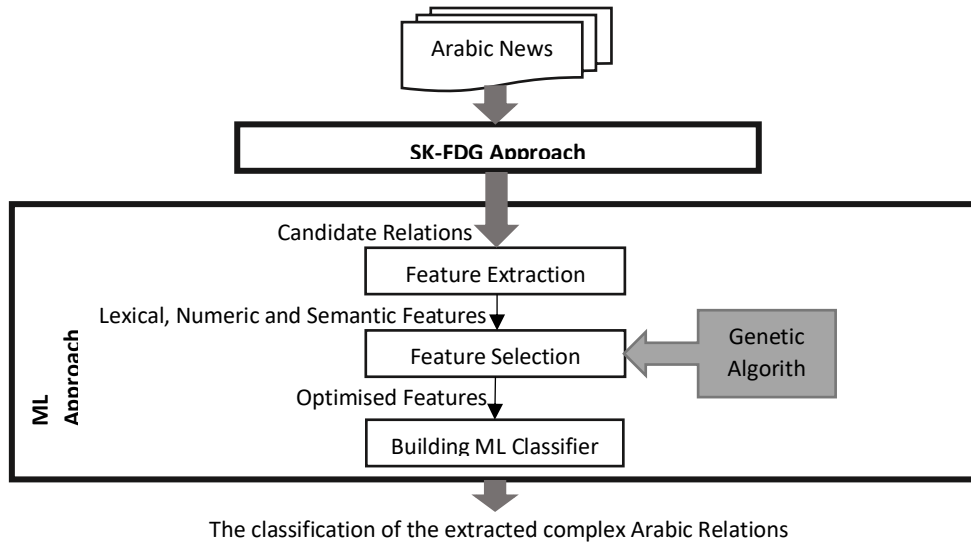 Arabic News
SK-FDG Approach
Candidate Relations
Feature Extraction
Lexical, Numeric and Semantic Features
Feature Selection
Genetic
Algorith
Optimised Features
Building ML Classifier
ML
Approach
The classification of the extracted complex Arabic Relations